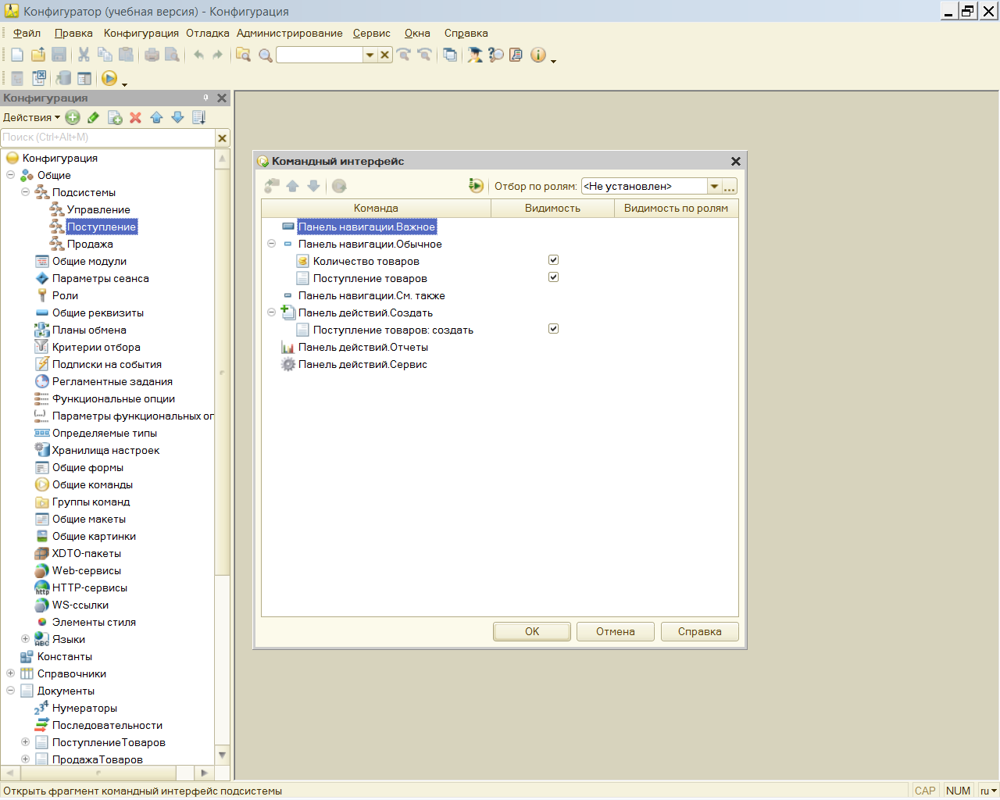 Конфигуратор (учебная версия) - Конфигурация
Файл Правка Конфигурация Отладка Администрирование Сервис Окна Справка
Конфигурация
Действия
Поиск (Ctrl+Alt+M)
Конфигурация
Общие
Подсистемы
Управление
Поступление
Продажа
Общие модули
Параметры сеанса
Роли
Общие реквизиты
Планы обмена
Критерии отбора
Подписки на события
Регламентные задания
Функциональные опции
Параметры функциональных оп
Определяемые типы
Хранилища настроек
Общие формы
Общие команды
Группы команд
Общие макеты
Общие картинки
XDTO-пакеты
Web-сервисы
HTTP-сервисы
WS-ссылки
Элементы стиля
Языки
Константы
Справочники
Документы
Нумераторы
Последовательности
ПоступлениеТоваров
ПродажаТоваров
Командный интерфейс
Отбор по ролям: <Не установлен>
Команда Видимость Видимость по ролям
Панель навигации.Важное
Панель навигации.Обычное
Количество товаров
Поступление товаров
Панель навигации.См. также
Панель действий.Создать
Поступление товаров: создать
Панель действий.Отчеты
Панель действий.Сервис
OK Отмена Справка
Открыть фрагмент командный интерфейс подсистемы
CAP NUM ru